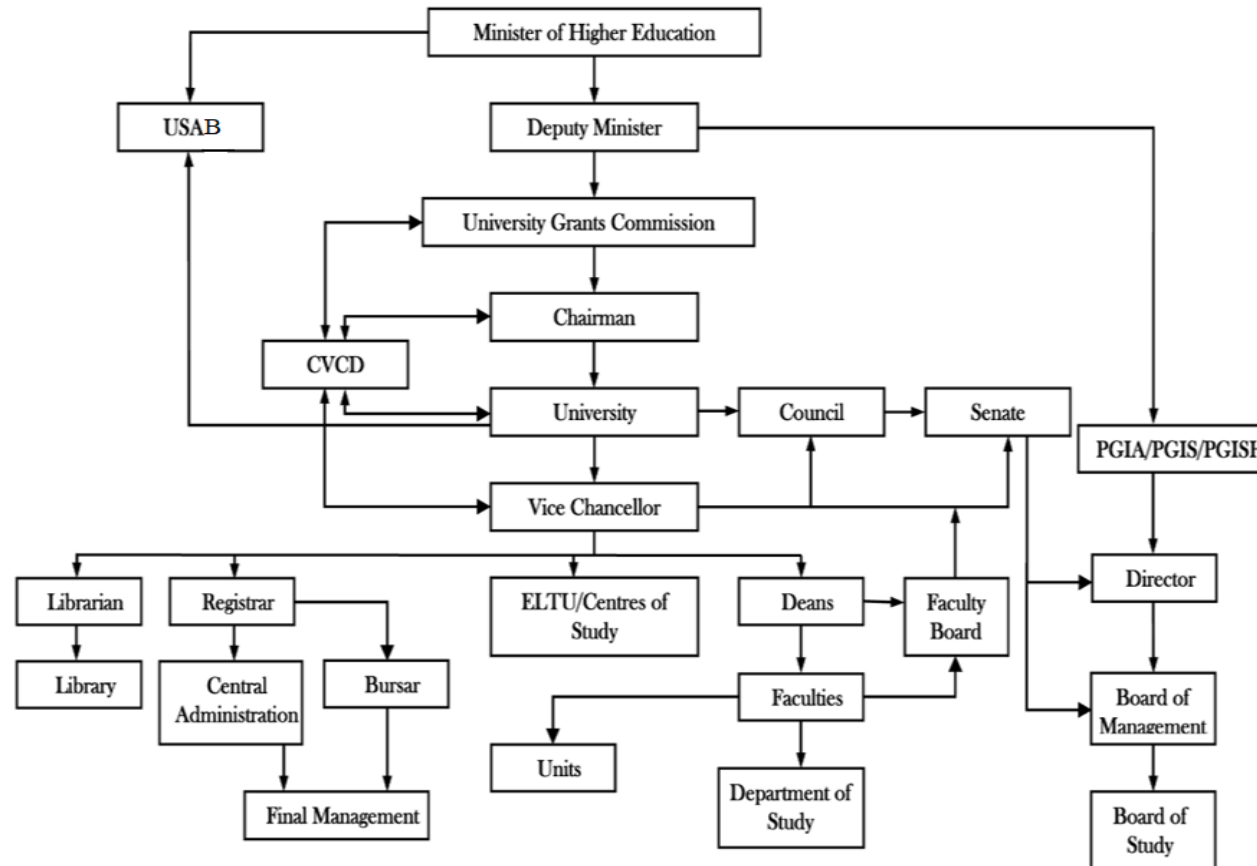 Minister of Higher Education
USAB
Deputy Minister
University Grants Commission
Chairman
CVCD
University
Council
Senate
PGIA/PGIS/PGISH
Vice Chancellor
Librarian
Registrar
ELTU/Centres of
Study
Deans
Faculty
Board
Director
Library
Central
Administration
Bursar
Faculties
Board of
Management
Units
Department of
Study
Final Management
Board of
Study